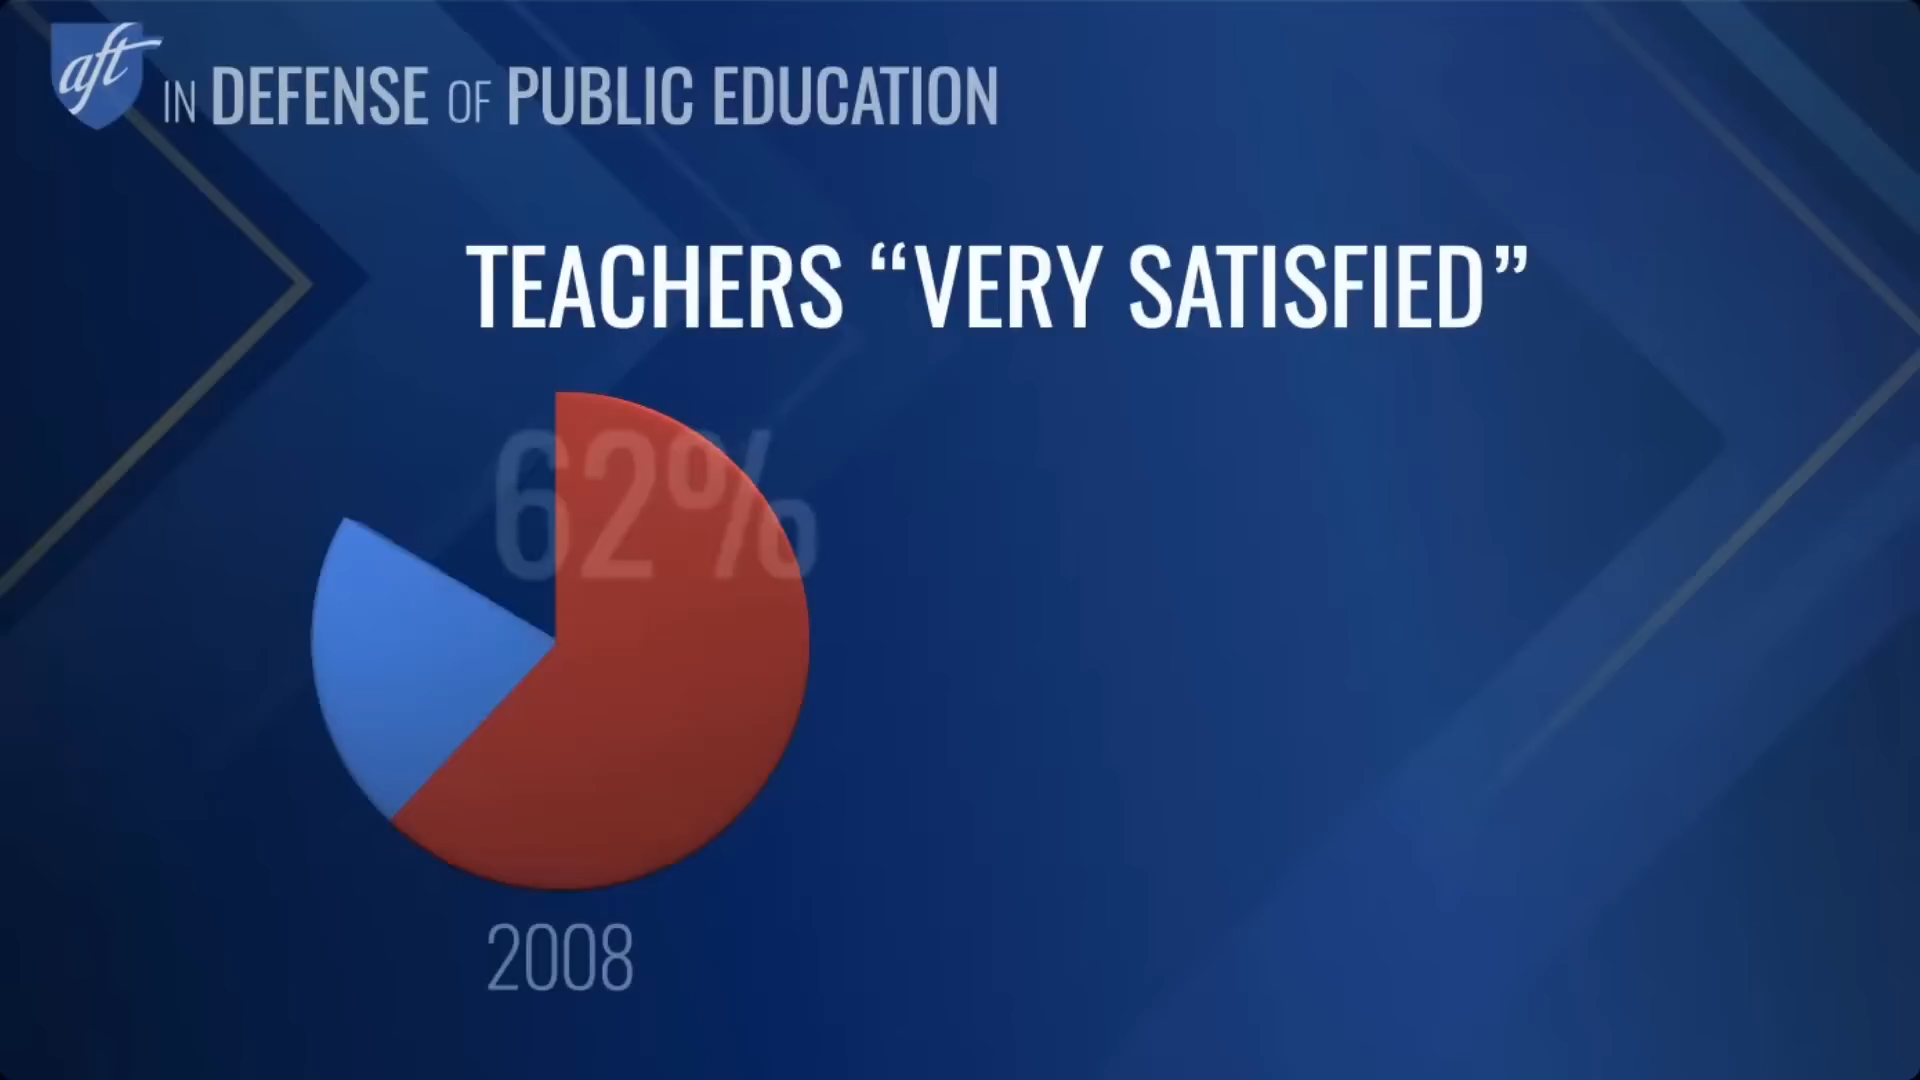 aft
IN DEFENSE OF PUBLIC EDUCATION
TEACHERS “VERY SATISFIED”
62%
2008